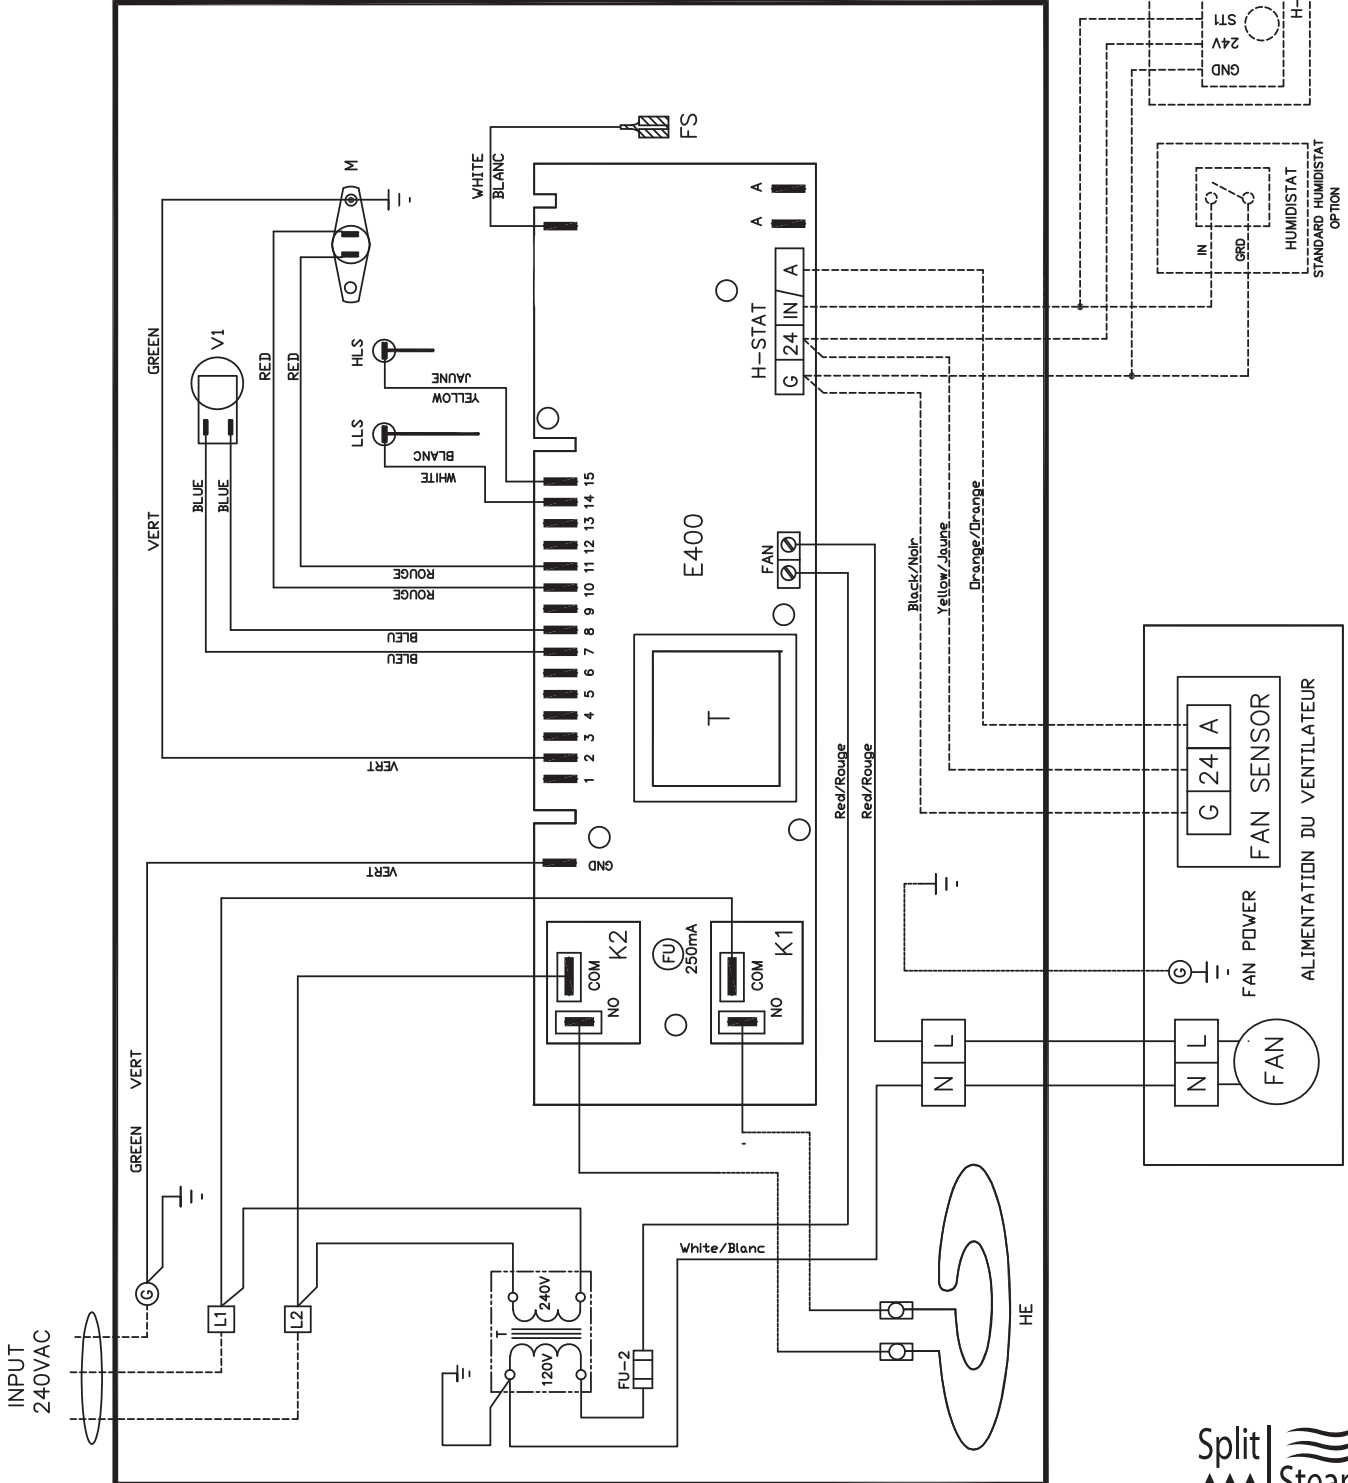 ST1
24V
GND
H-
M
WHITE
BLANC
FS
A
A
HUMIDISTAT
STANDARD HUMIDISTAT
OPTION
IN
GRD
GREEN
VERT
V1
RED
RED
HLS
JAUNE
YELLOW
LLS
BLANC
WHITE
BLUE
BLUE
H-STAT
G 24 IN A
15
14
13
12
11
10
9
8
7
6
5
4
3
2
1
ROUGE
ROUGE
BLEU
BLEU
VERT
E400
FAN
T
Black/Noir
Yellow/Jaune
Orange/Orange
Red/Rouge
Red/Rouge
GND
VERT
K2
COM
NO
FU
250mA
K1
COM
NO
G 24 A
FAN SENSOR
ALIMENTATION DU VENTILATEUR
FAN POWER
G
N L
N L
FAN
GREEN VERT
G
L1
L2
INPUT
240VAC
T
240V
120V
FU-2
White/Blanc
HE
Split
Stea